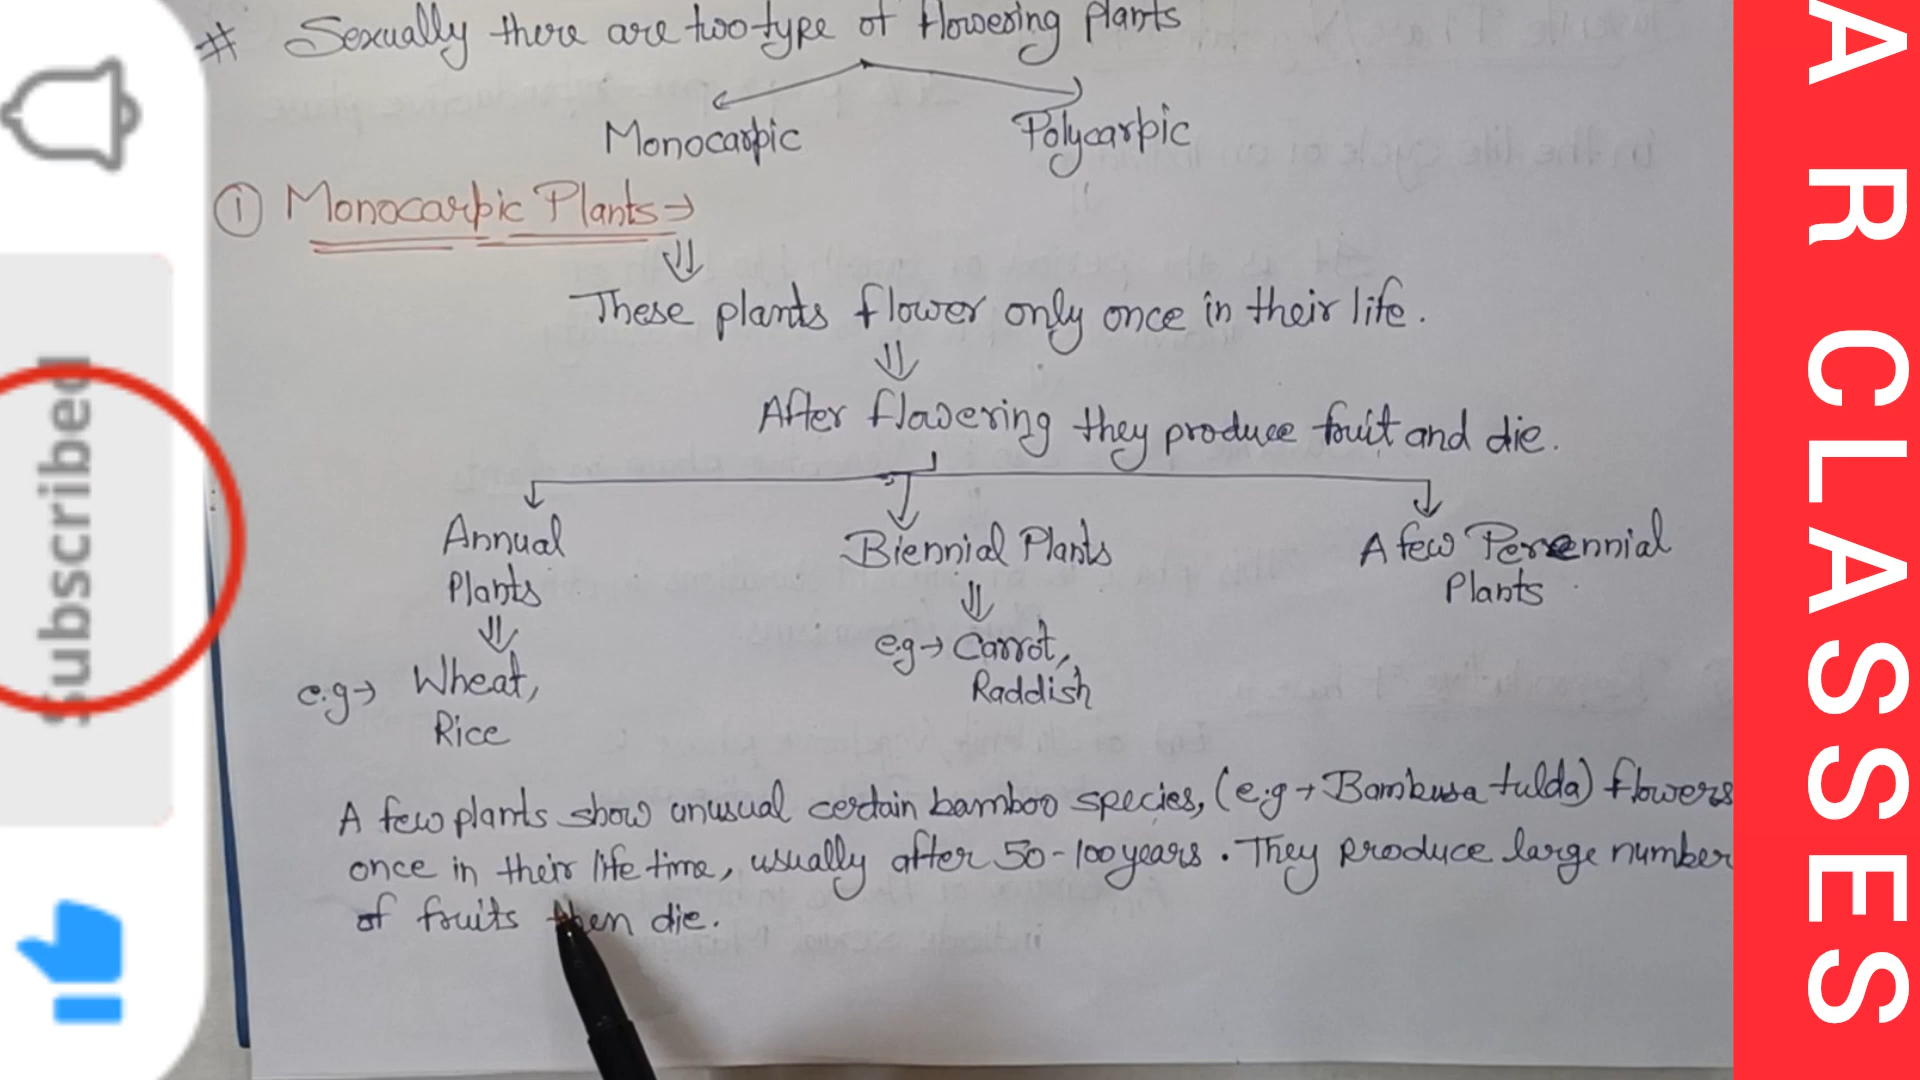 # Sexually there are two type of flowering plants
Monocarpic
Polycarpic
① Monocarpic Plants→
These plants flower only once in their life.
After flowering they produce fruit and die.
Annual Plants
Biennial Plants
A few Perennial Plants
e.g→ Wheat, Rice
e.g→ Carrot, Raddish
A few plants show unusual certain bamboo species, (e.g→ Bambusa tulda) flowers
once in their life time, usually after 50-100 years. They produce large number
of fruits then die.
Subscribed
A R CLASSES